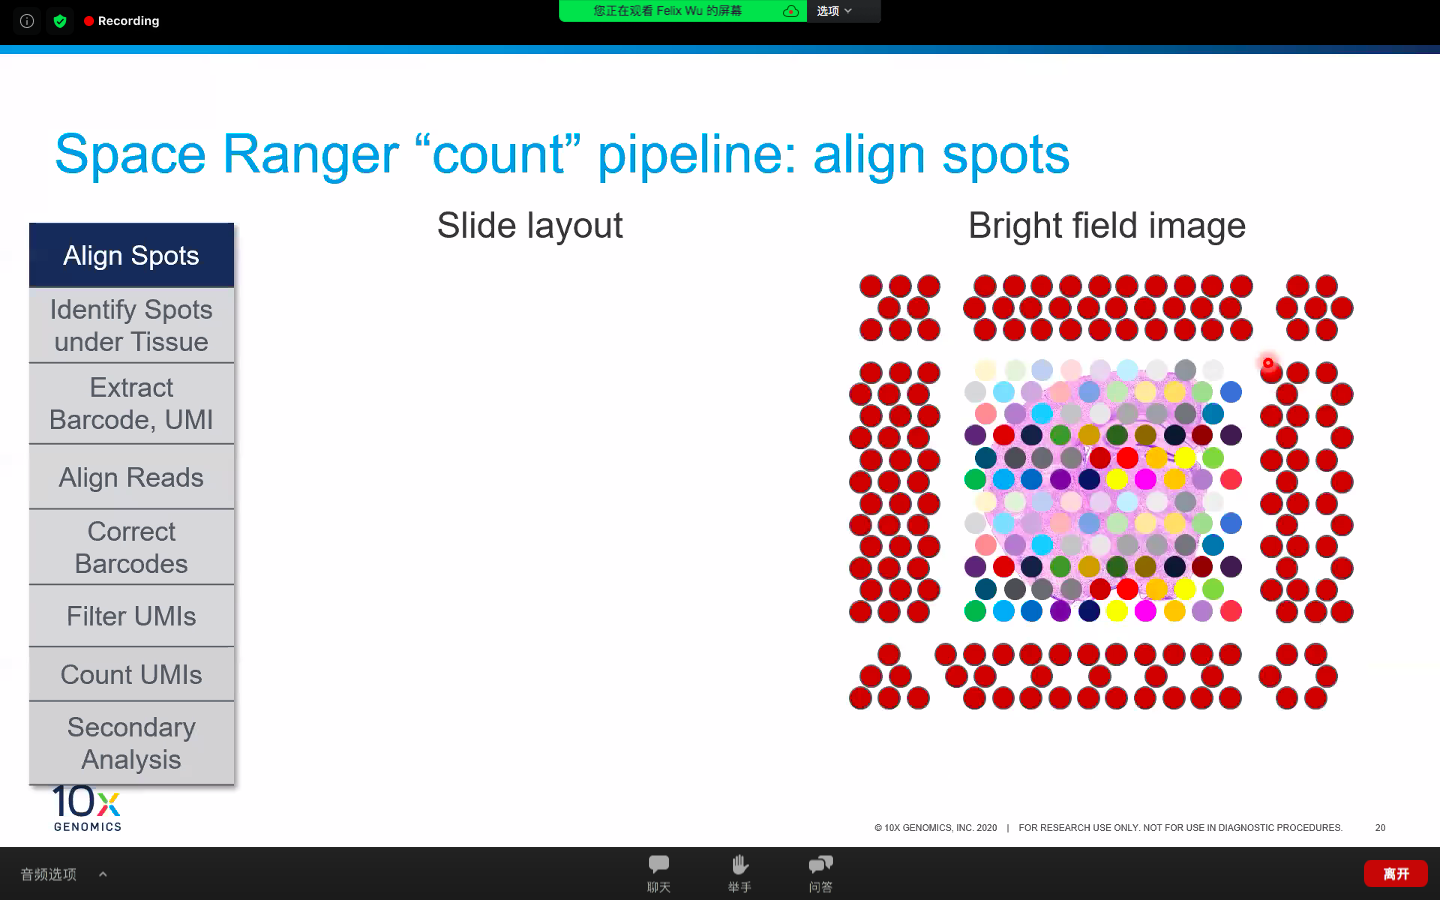 Recording
您正在观看 Felix Wu 的屏幕
选项
Space Ranger “count” pipeline: align spots
Slide layout
Bright field image
Align Spots
Identify Spots
under Tissue
Extract
Barcode, UMI
Align Reads
Correct
Barcodes
Filter UMIs
Count UMIs
Secondary
Analysis
10x
GENOMICS
© 10X GENOMICS, INC. 2020 | FOR RESEARCH USE ONLY. NOT FOR USE IN DIAGNOSTIC PROCEDURES.
20
音频选项
聊天
举手
问答
离开